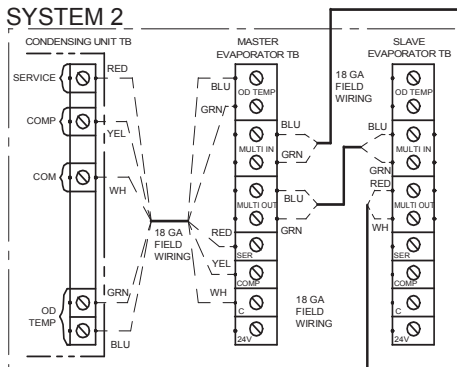 SYSTEM 2
CONDENSING UNIT TB
MASTER
EVAPORATOR TB
SLAVE
EVAPORATOR TB
SERVICE
RED
COMP
YEL
COM
WH
18 GA
FIELD
WIRING
OD
TEMP
GRN
BLU
BLU
GRN
RED
YEL
WH
OD TEMP
MULTI IN
MULTI OUT
SER
COMP
C
24V
BLU
GRN
BLU
GRN
18 GA
FIELD
WIRING
18 GA
FIELD
WIRING
BLU
GRN
RED
WH
OD TEMP
MULTI IN
MULTI OUT
SER
COMP
C
24V